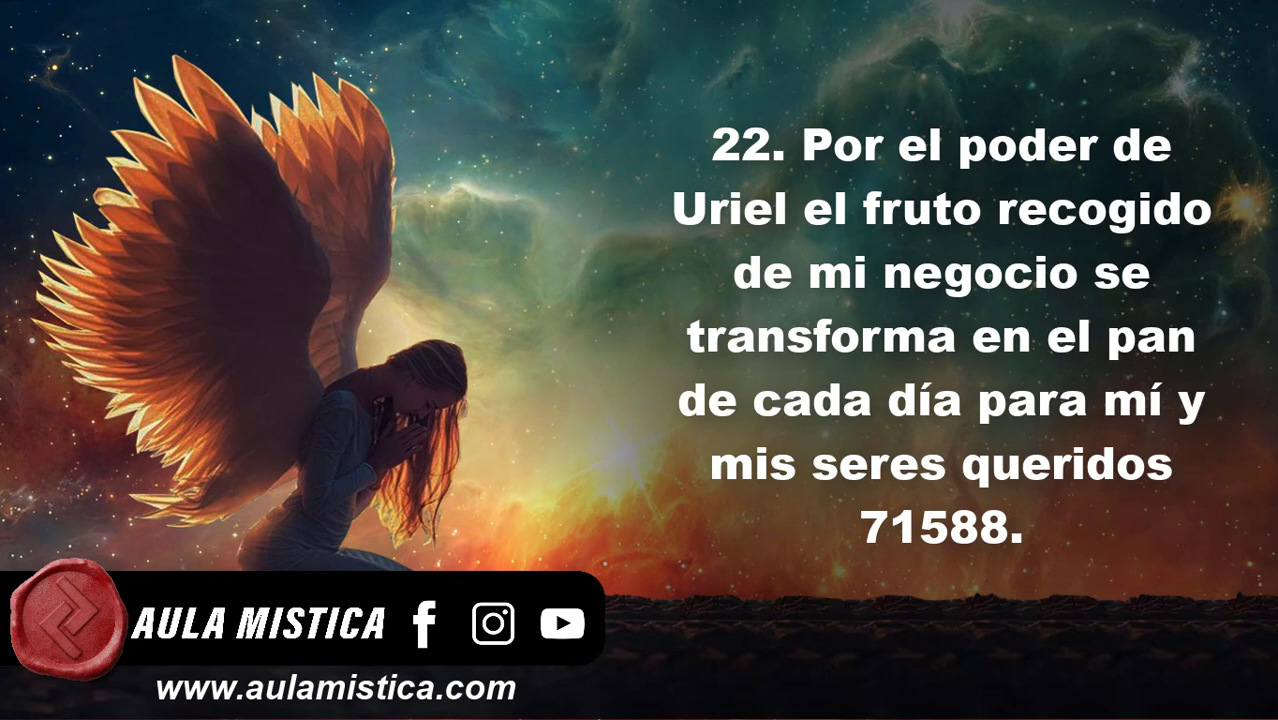 22. Por el poder de
Uriel el fruto recogido
de mi negocio se
transforma en el pan
de cada día para mí y
mis seres queridos
71588.
AULA MISTICA
www.aulamistica.com